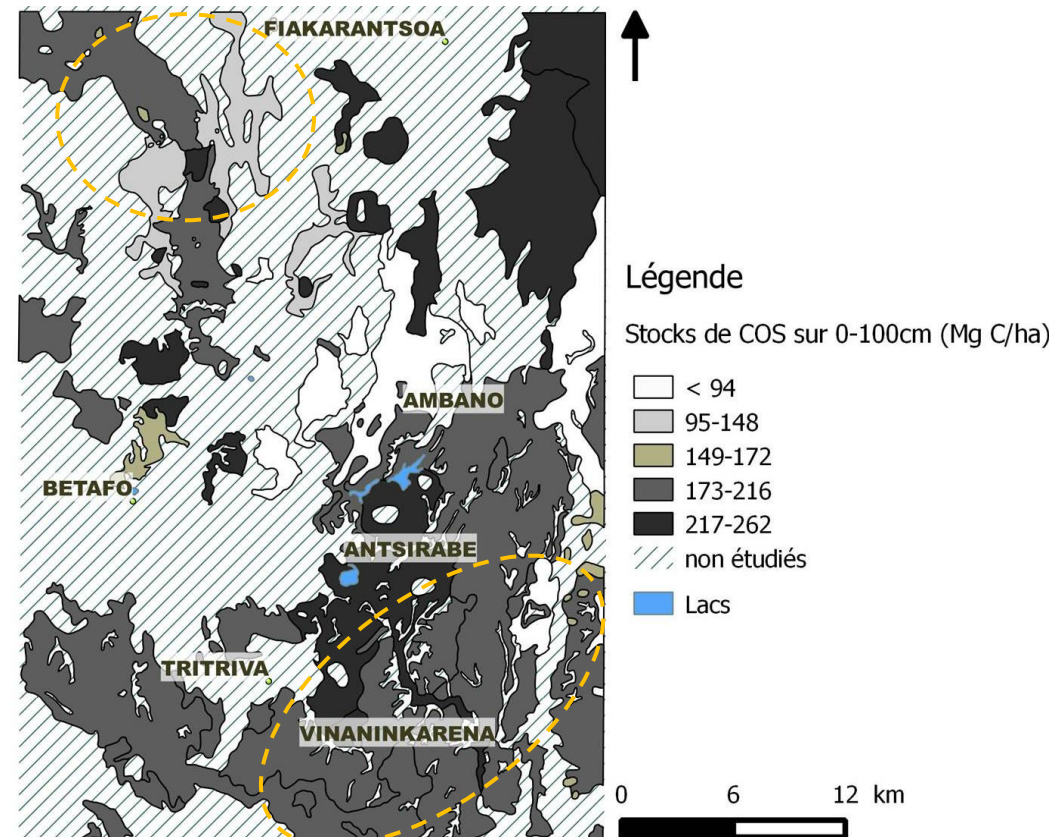 FIAKARANTSOA
AMBANO
BETAFO
ANTSIRABE
TRITRIVA
VINANINKARENA
Légende
Stocks de COS sur 0-100cm (Mg C/ha)
< 94
95-148
149-172
173-216
217-262
non étudiés
Lacs
0 6 12 km